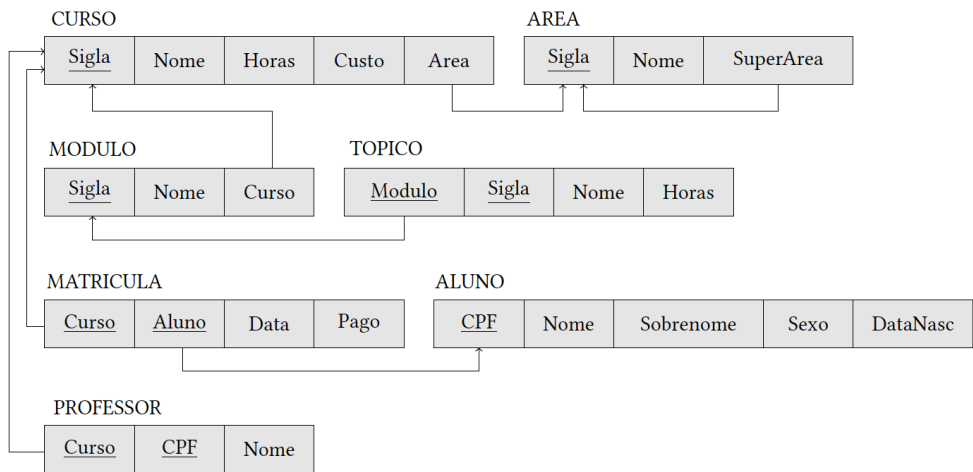 CURSO AREA
Sigla Nome Horas Custo Area Sigla Nome SuperArea
MODULO TOPICO
Sigla Nome Curso Modulo Sigla Nome Horas
MATRICULA ALUNO
Curso Aluno Data Pago CPF Nome Sobrenome Sexo DataNasc
PROFESSOR
Curso CPF Nome